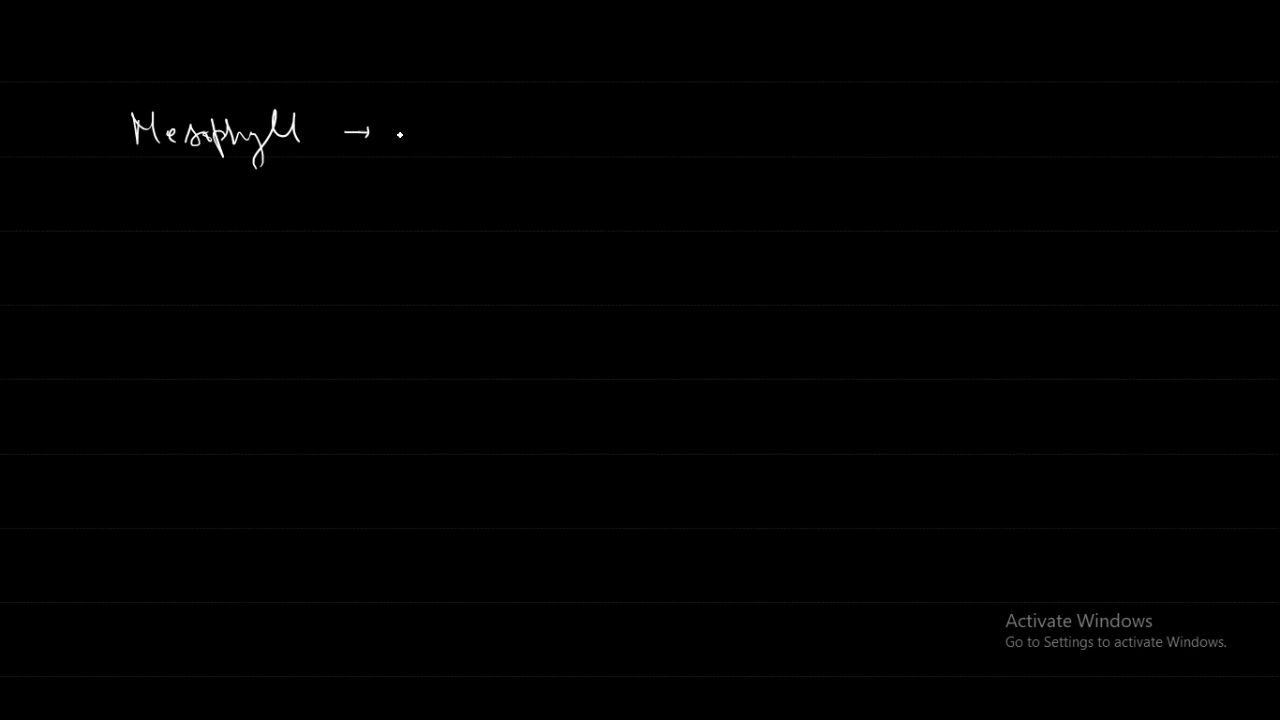 Mesophyll →
Activate Windows
Go to Settings to activate Windows.